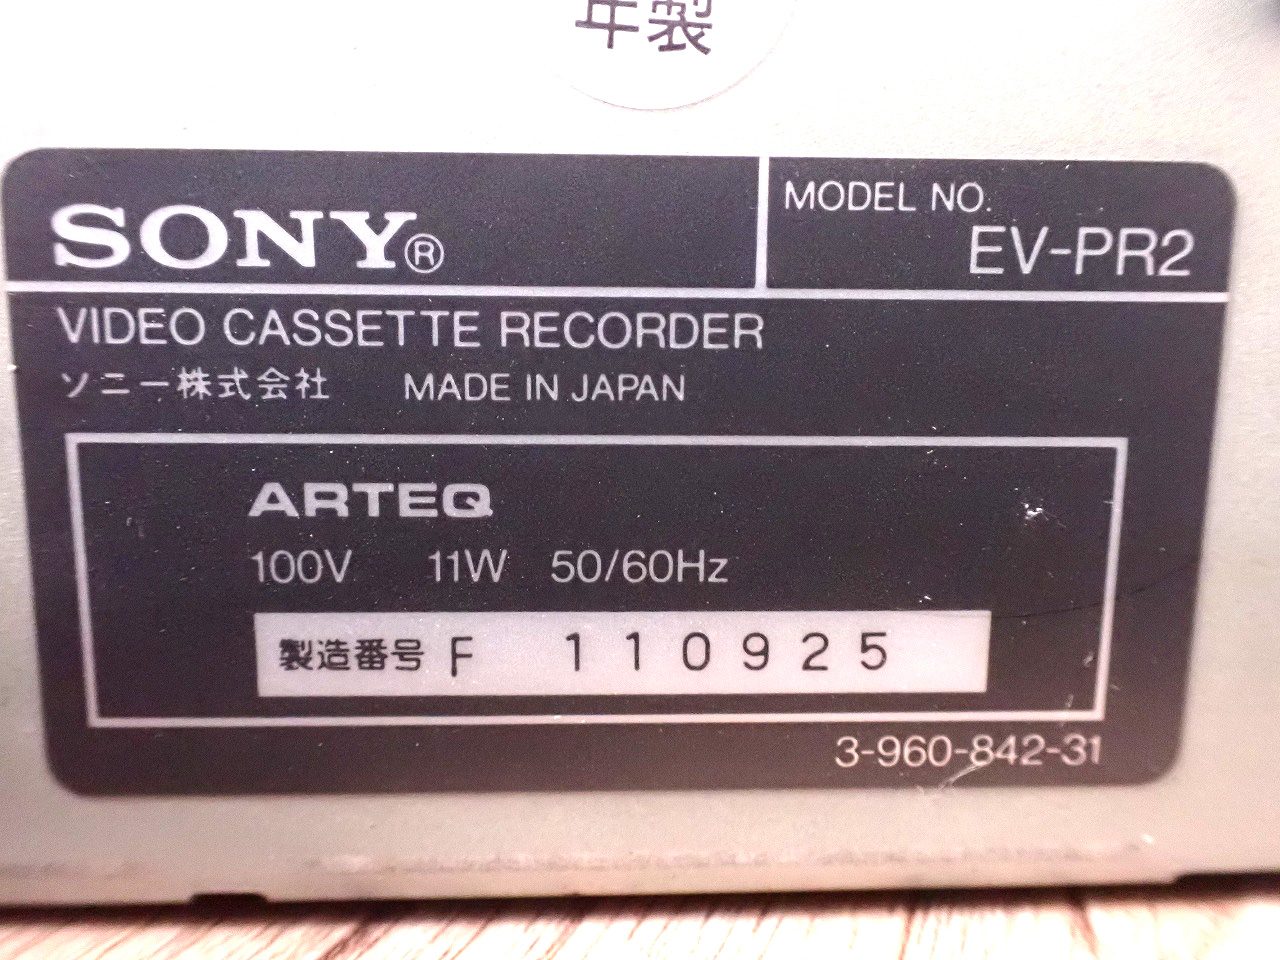 年製
SONY®
MODEL NO.
EV-PR2
VIDEO CASSETTE RECORDER
ソニー株式会社 MADE IN JAPAN
ARTEQ
100V 11W 50/60Hz
製造番号 F 110925
3-960-842-31